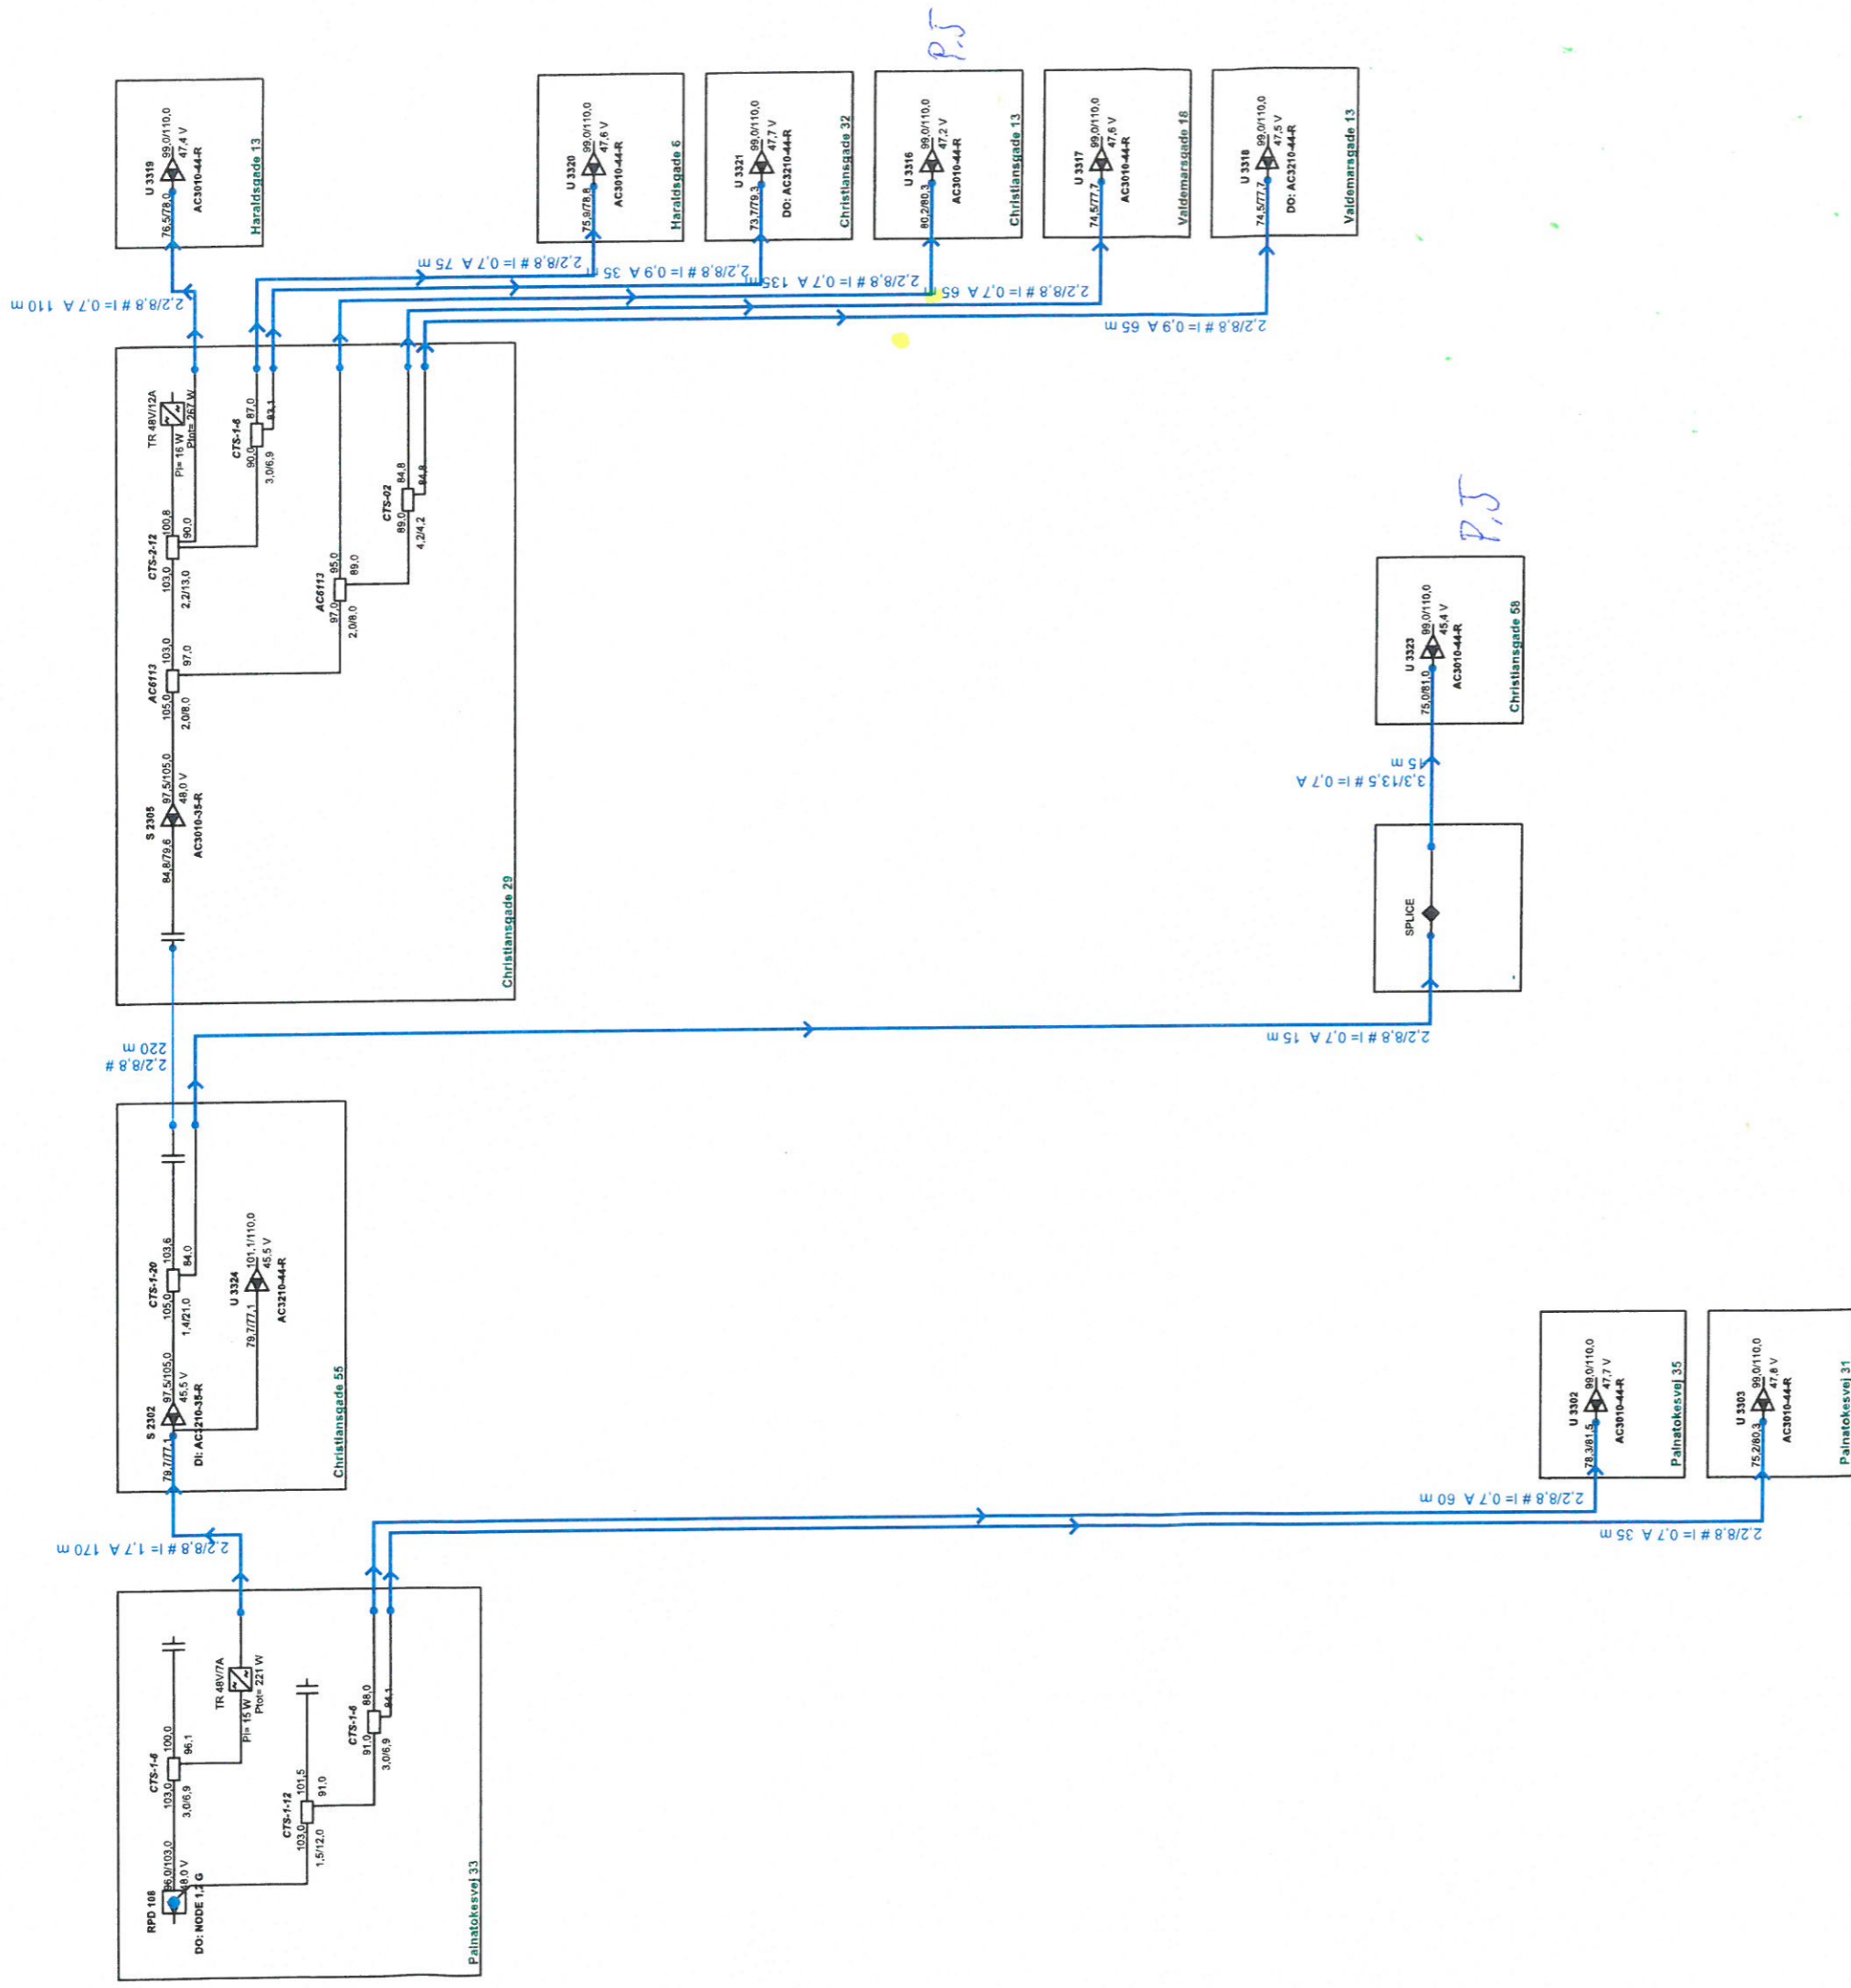 RPD 108
96,0/103,0
48,0 V
DO: NODE 1,2 G
CTS-1-6
103,0
100,0
96,1
3,0/6,9
TR 48V/7A
PI= 15 W
Ptot= 221 W
CTS-1-12
103,0
101,5
91,0
1,5/12,0
CTS-1-6
91,0
88,0
84,1
3,0/6,9
Palnatokesvej 33
2,2/8,8 # I= 1,7 A 170 m
S 2302
79,7/77,1
97,5/105,0
45,5 V
DI: AC3210-35-R
CTS-1-20
105,0
103,6
84,0
1,4/21,0
U 3324
79,7/77,1
101,1/110,0
45,5 V
AC3210-44-R
Christiansgade 55
2,2/8,8 #
220 m
S 2305
84,8/79,6
97,5/105,0
48,0 V
AC3010-35-R
AC6113
105,0
103,0
97,0
2,0/8,0
CTS-2-12
103,0
100,8
90,0
2,2/13,0
TR 48V/12A
PI= 16 W
Ptot= 267 W
CTS-1-6
90,0
87,0
83,1
3,0/6,9
AC6113
97,0
95,0
89,0
2,0/8,0
CTS-02
89,0
84,8
84,8
4,2/4,2
Christiansgade 29
2,2/8,8 # I= 0,7 A 110 m
U 3319
76,5/78,0
99,0/110,0
47,4 V
AC3010-44-R
Haraldsgade 13
2,2/8,8 # I= 0,7 A 75 m
U 3320
75,9/78,8
99,0/110,0
47,6 V
AC3010-44-R
Haraldsgade 6
2,2/8,8 # I= 0,9 A 35 m
U 3321
73,7/79,3
99,0/110,0
47,7 V
DO: AC3210-44-R
Christiansgade 32
2,2/8,8 # I= 0,7 A 135 m
U 3316
80,2/80,3
99,0/110,0
47,2 V
AC3010-44-R
Christiansgade 13
P.J
2,2/8,8 # I= 0,7 A 65 m
U 3317
74,5/77,7
99,0/110,0
47,6 V
AC3010-44-R
Valdemarsgade 18
2,2/8,8 # I= 0,9 A 65 m
U 3318
74,5/77,7
99,0/110,0
47,5 V
DO: AC3210-44-R
Valdemarsgade 13
2,2/8,8 # I= 0,7 A 15 m
SPLICE
3,3/13,5 # I= 0,7 A
45 m
U 3323
75,0/81,0
99,0/110,0
45,4 V
AC3010-44-R
Christiansgade 58
P.J
2,2/8,8 # I= 0,7 A 60 m
U 3302
78,3/81,5
99,0/110,0
47,7 V
AC3010-44-R
Palnatokesvej 35
2,2/8,8 # I= 0,7 A 35 m
U 3303
75,2/80,3
99,0/110,0
47,8 V
AC3010-44-R
Palnatokesvej 31